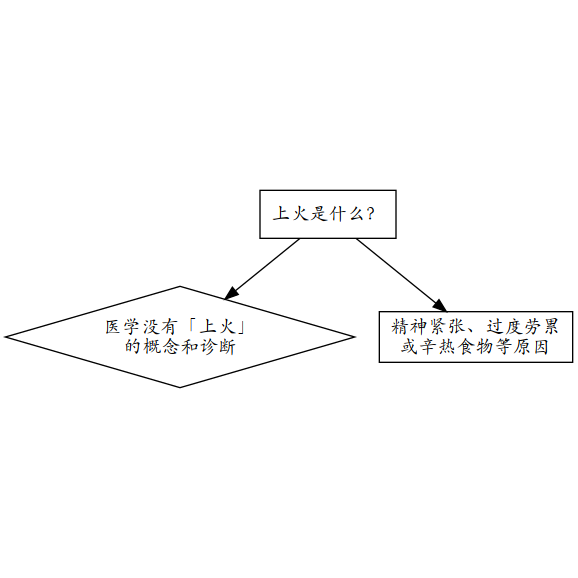 上火是什么?
医学没有「上火」
的概念和诊断
精神紧张、过度劳累
或辛热食物等原因